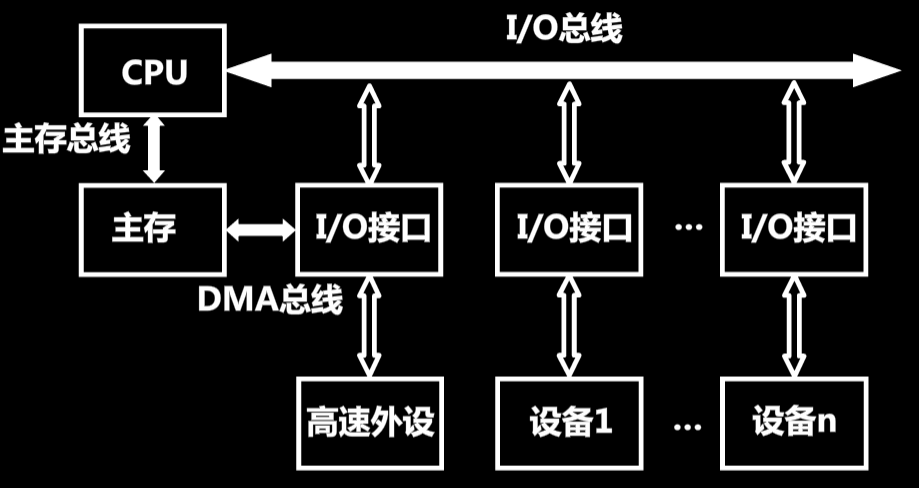 I/O总线
CPU
主存总线
主存
I/O接口
I/O接口
...
I/O接口
DMA总线
高速外设
设备1
...
设备n